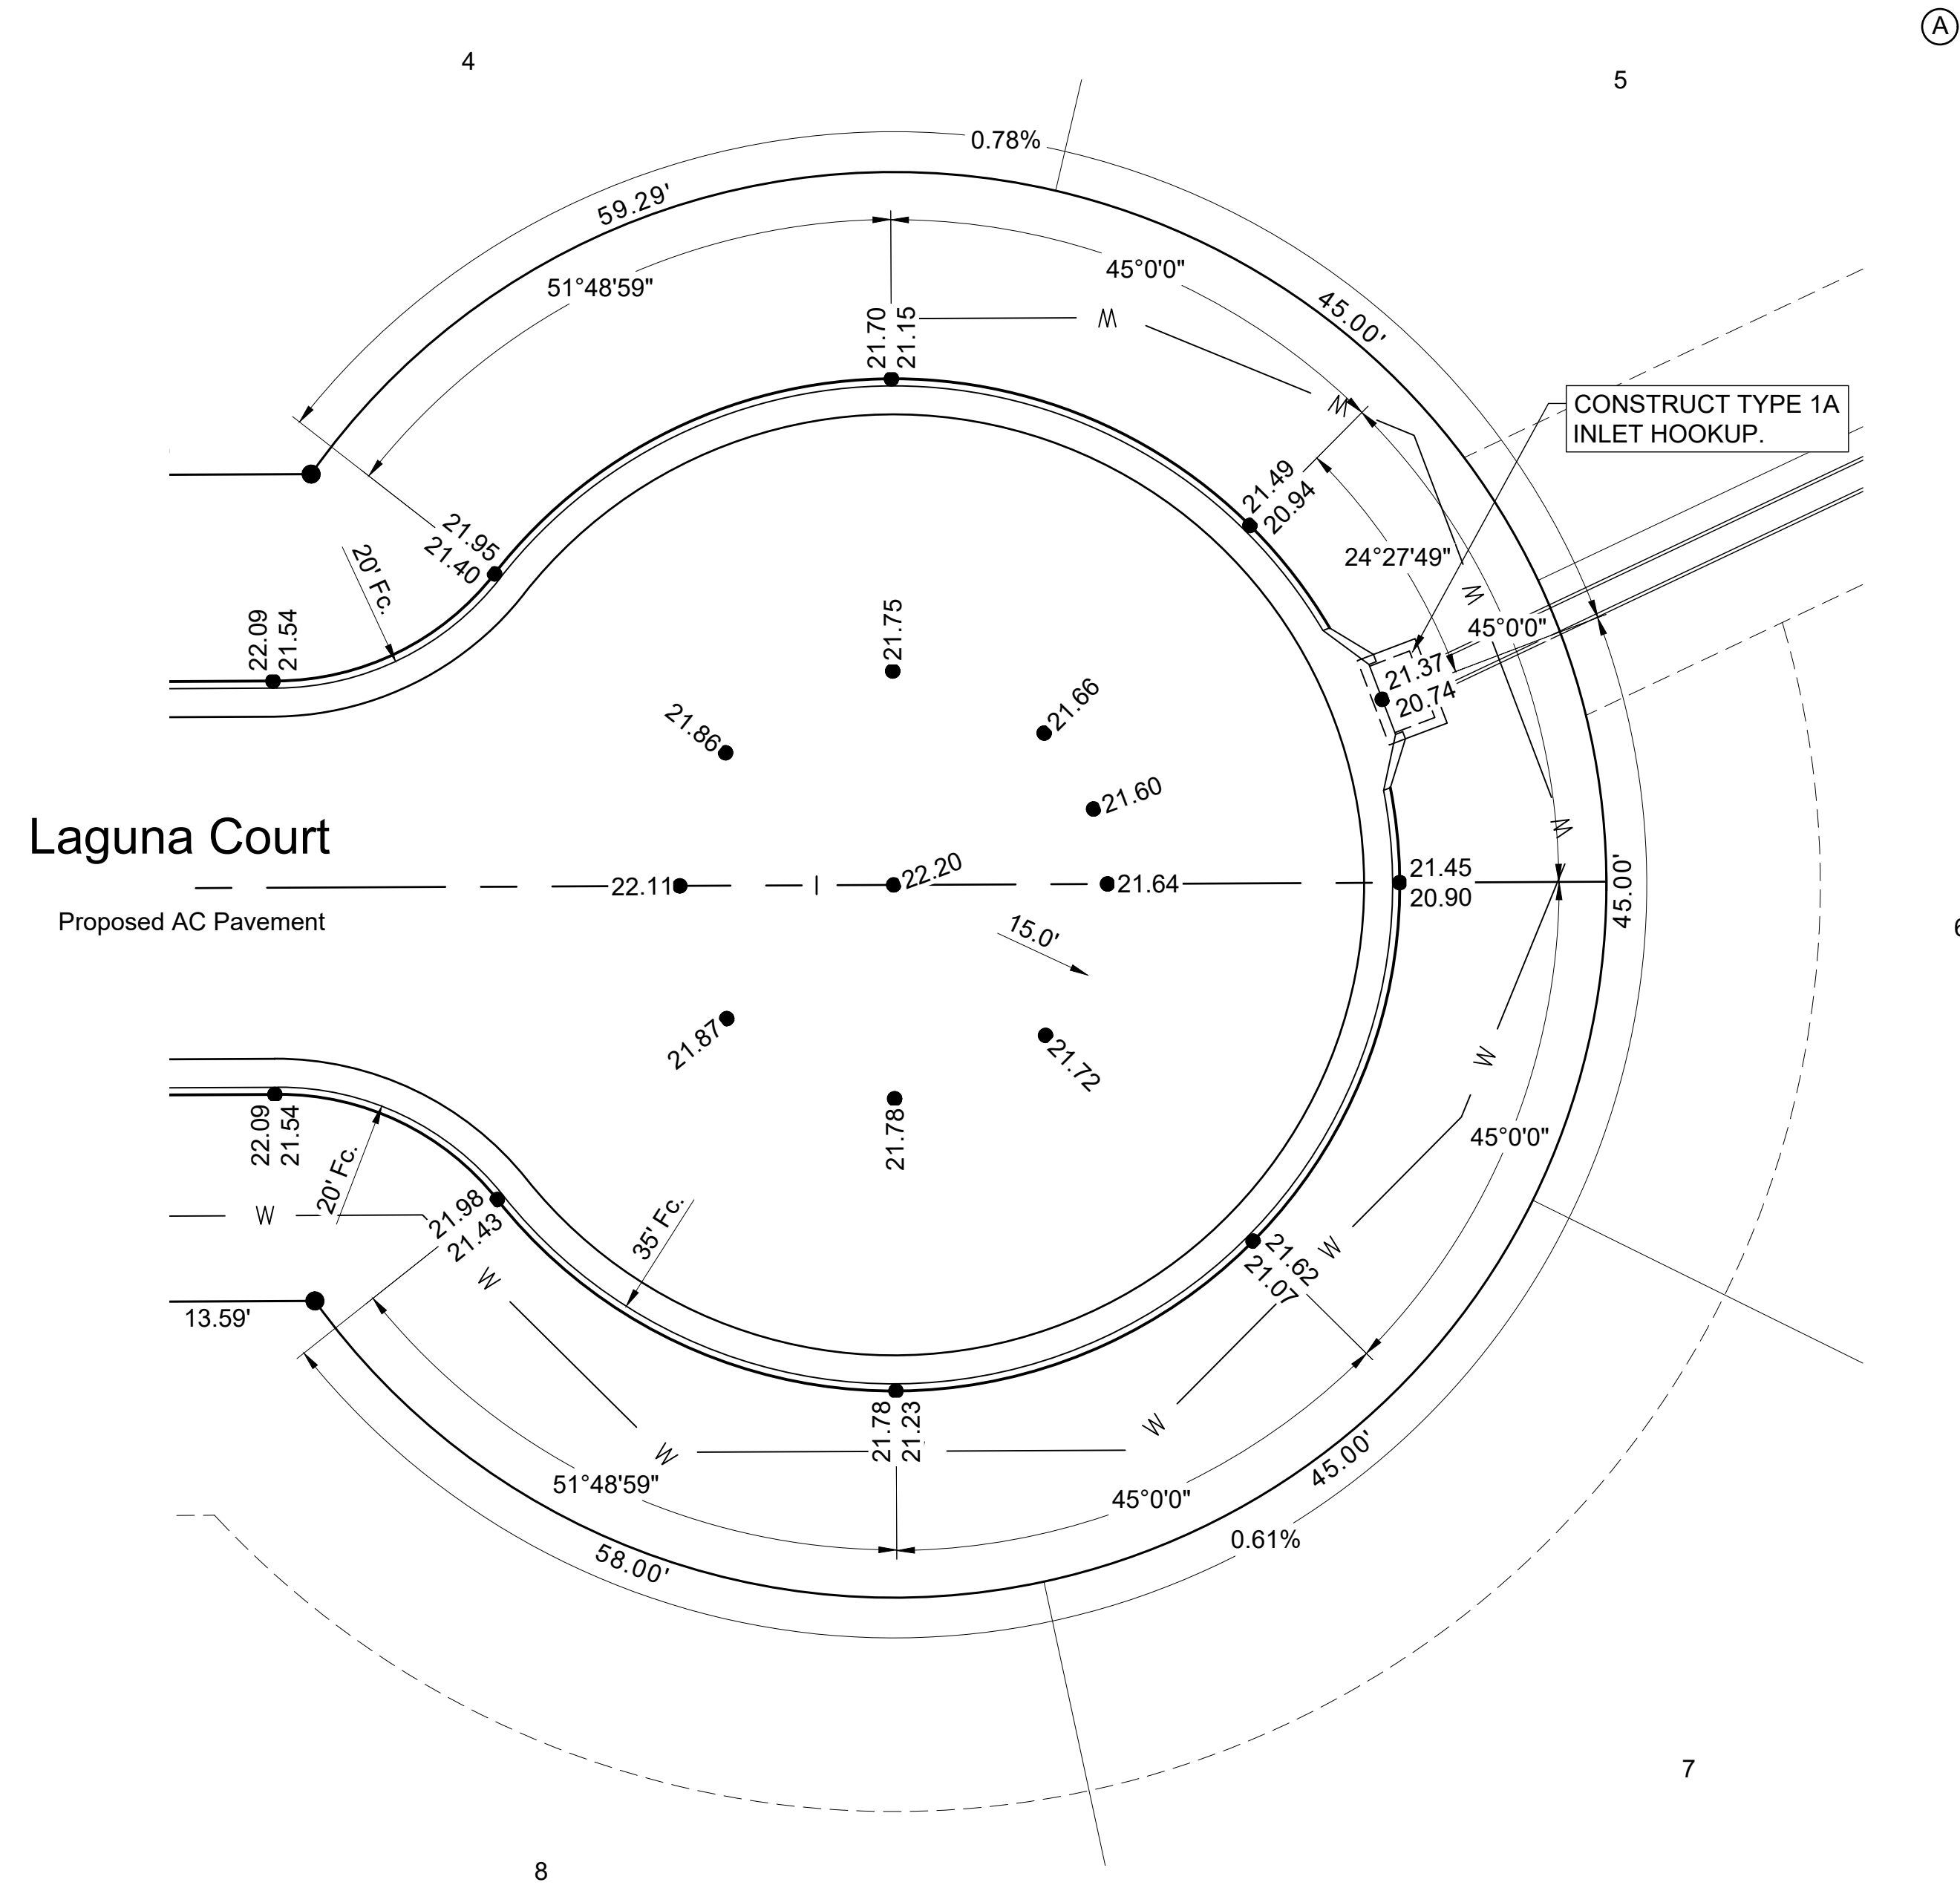 A
4
5
0.78%
59.29'
51°48'59"
45°0'0"
45.00'
21.70
21.15
CONSTRUCT TYPE 1A
INLET HOOKUP.
W
W
21.49
20.94
21.95
21.40
20' Fc.
24°27'49"
W
45°0'0"
22.09
21.54
21.75
21.37
20.74
21.66
21.86
21.60
Laguna Court
W
22.11
22.20
21.64
21.45
20.90
45.00'
Proposed AC Pavement
15.0'
21.87
21.72
W
22.09
21.54
21.78
45°0'0"
20' Fc.
W
21.98
21.43
35' Fc.
W
21.62
21.07
W
13.59'
21.78
21.23
W
W
45.00'
51°48'59"
45°0'0"
0.61%
58.00'
7
8